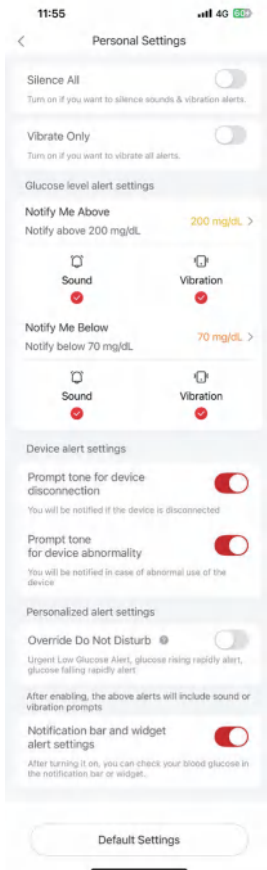 11:55
4G 60
Personal Settings
Silence All
Turn on if you want to silence sounds & vibration alerts.
Vibrate Only
Turn on if you want to vibrate all alerts.
Glucose level alert settings
Notify Me Above
200 mg/dL >
Notify above 200 mg/dL
Sound
Vibration
Notify Me Below
70 mg/dL >
Notify below 70 mg/dL
Sound
Vibration
Device alert settings
Prompt tone for device
disconnection
You will be notified if the device is disconnected
Prompt tone
for device abnormality
You will be notified in case of abnormal use of the
device
Personalized alert settings
Override Do Not Disturb
Urgent Low Glucose Alert, glucose rising rapidly alert,
glucose falling rapidly alert
After enabling, the above alerts will include sound or
vibration prompts
Notification bar and widget
alert settings
After turning it on, you can check your blood glucose in
the notification bar or widget.
Default Settings